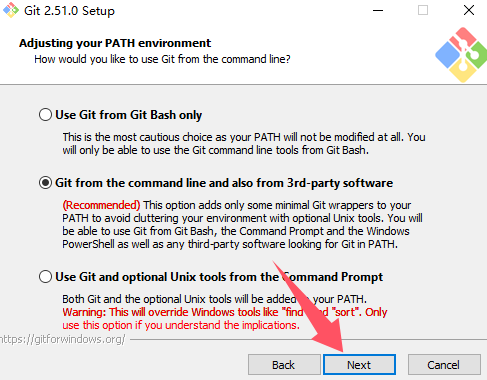 Git 2.51.0 Setup
Adjusting your PATH environment
How would you like to use Git from the command line?
Use Git from Git Bash only
This is the most cautious choice as your PATH will not be modified at all. You
will only be able to use the Git command line tools from Git Bash.
Git from the command line and also from 3rd-party software
(Recommended) This option adds only some minimal Git wrappers to your
PATH to avoid cluttering your environment with optional Unix tools. You will
be able to use Git from Git Bash, the Command Prompt and the Windows
PowerShell as well as any third-party software looking for Git in PATH.
Use Git and optional Unix tools from the Command Prompt
Both Git and the optional Unix tools will be added to your PATH.
Warning: This will override Windows tools like "find" and "sort". Only
use this option if you understand the implications.
https://gitforwindows.org/
Back
Next
Cancel